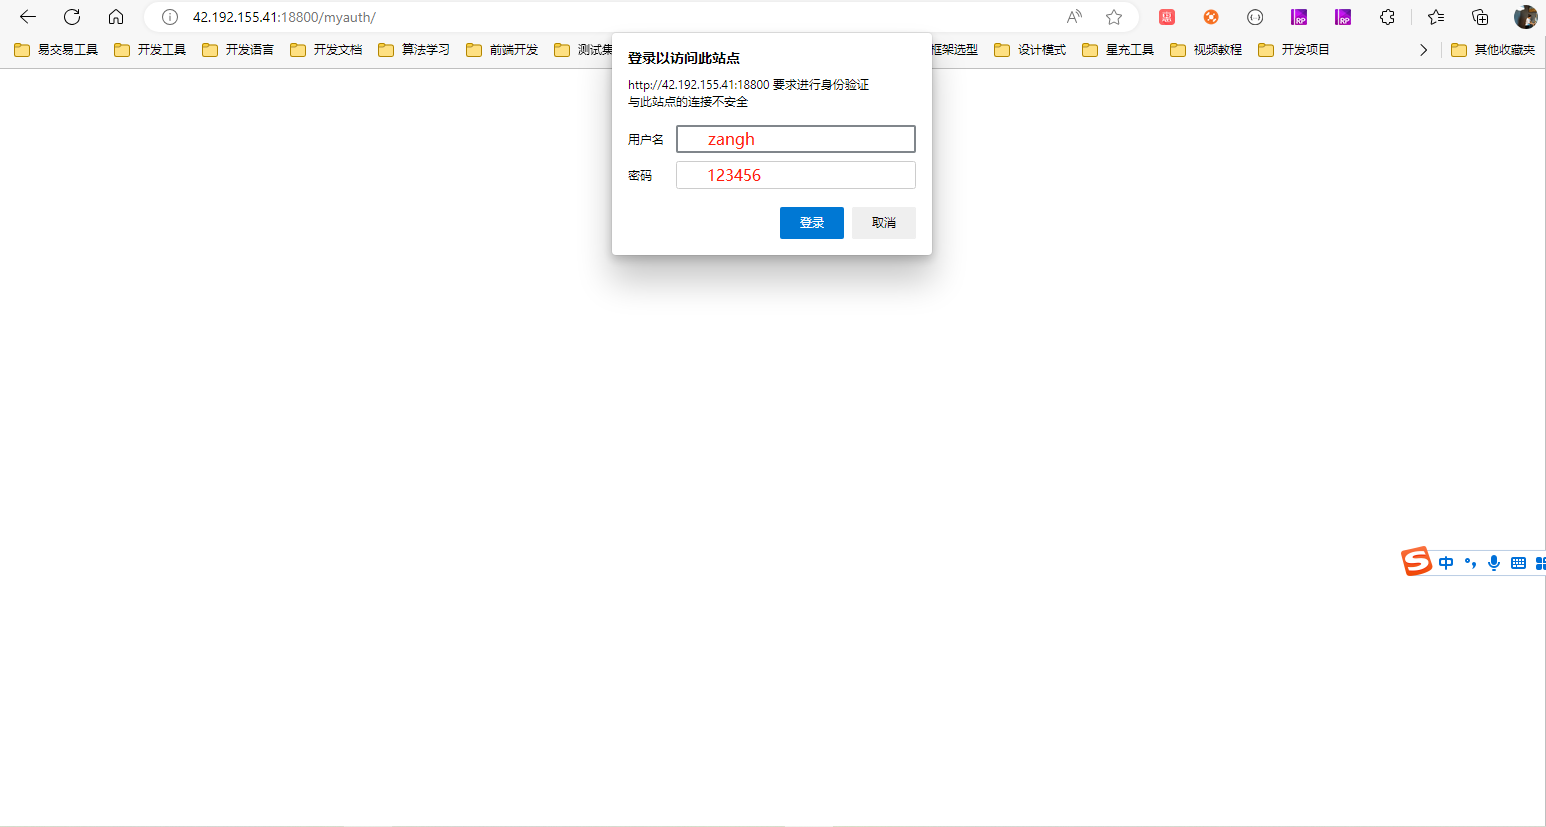 42.192.155.41:18800/myauth/
易交易工具 开发工具 开发语言 开发文档 算法学习 前端开发 测试集 框架选型 设计模式 星充工具 视频教程 开发项目 其他收藏夹
登录以访问此站点
http://42.192.155.41:18800 要求进行身份验证
与此站点的连接不安全
用户名 zangh
密码 123456
登录 取消
中